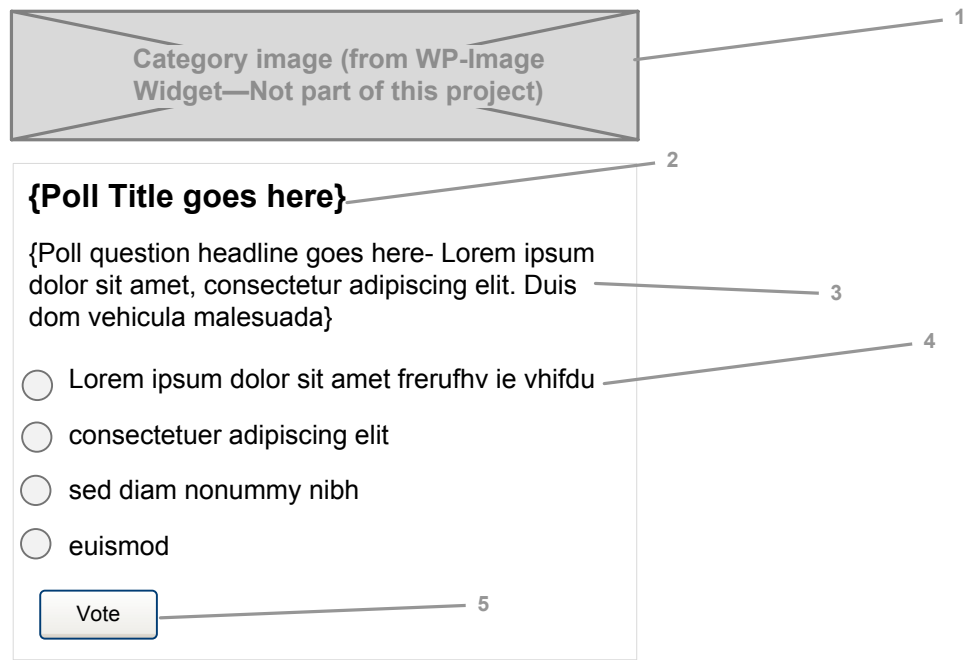 1
Category image (from WP-Image
Widget—Not part of this project)
2
{Poll Title goes here}
{Poll question headline goes here- Lorem ipsum
dolor sit amet, consectetur adipiscing elit. Duis
dom vehicula malesuada}
3
4
Lorem ipsum dolor sit amet frerufhv ie vhifdu
consectetuer adipiscing elit
sed diam nonummy nibh
euismod
Vote
5